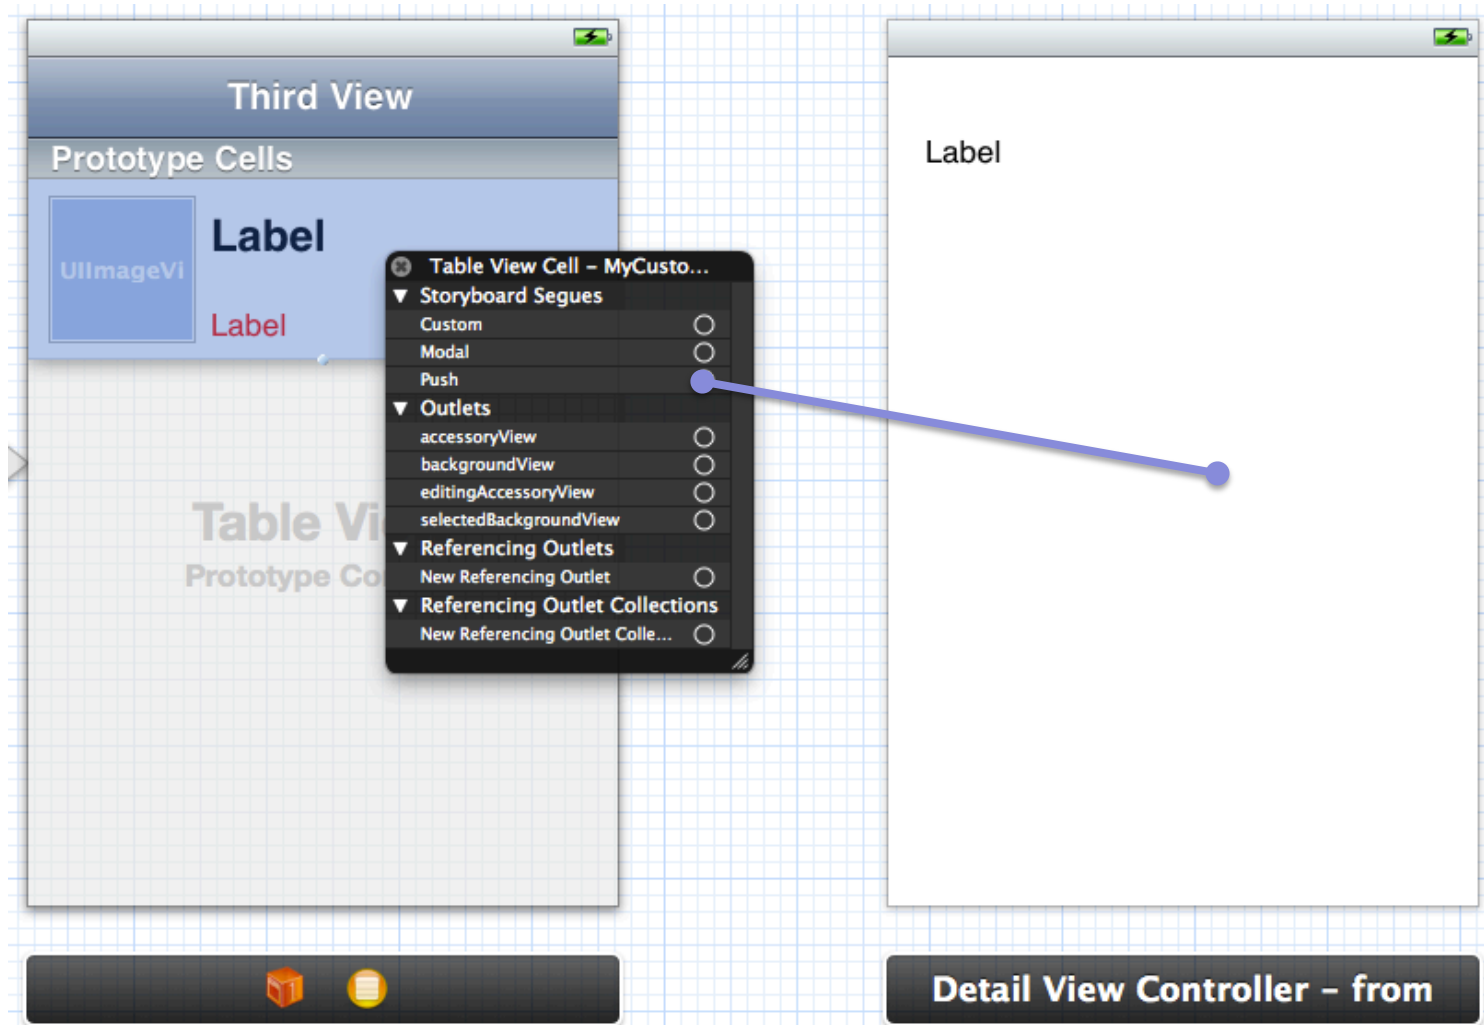 Third View
Prototype Cells
UIImageVi
Label
Label
Table Vi
Prototype Co
Table View Cell – MyCusto...
Storyboard Segues
Custom
Modal
Push
Outlets
accessoryView
backgroundView
editingAccessoryView
selectedBackgroundView
Referencing Outlets
New Referencing Outlet
Referencing Outlet Collections
New Referencing Outlet Colle...
Label
Detail View Controller – from